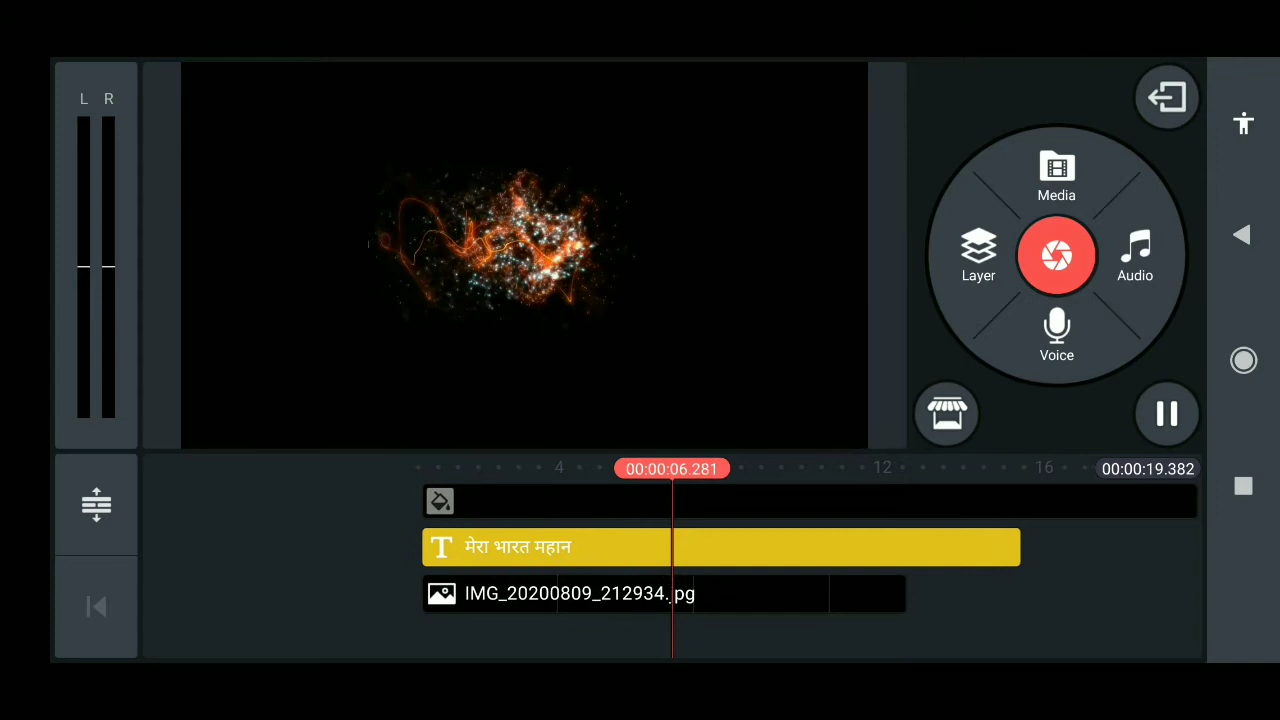 L R
Media
Layer
Audio
Voice
4
00:00:06.281
12
16
00:00:19.382
मेरा भारत महान
IMG_20200809_212934.jpg